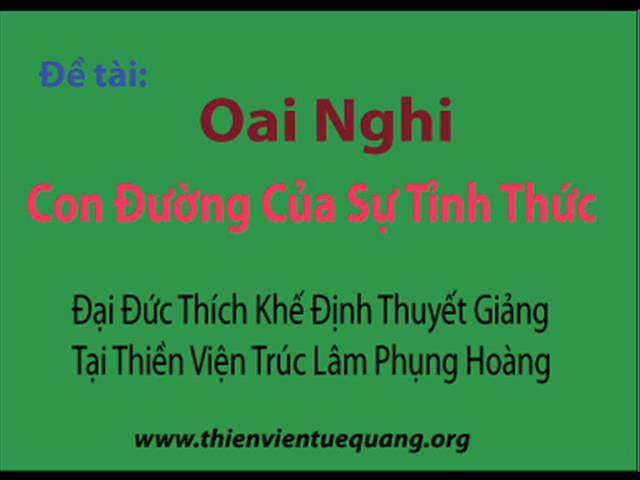 Đề tài:
Oai Nghi
Con Đường Của Sự Tỉnh Thức
Đại Đức Thích Khế Định Thuyết Giảng
Tại Thiền Viện Trúc Lâm Phụng Hoàng
www.thienvientuequang.org